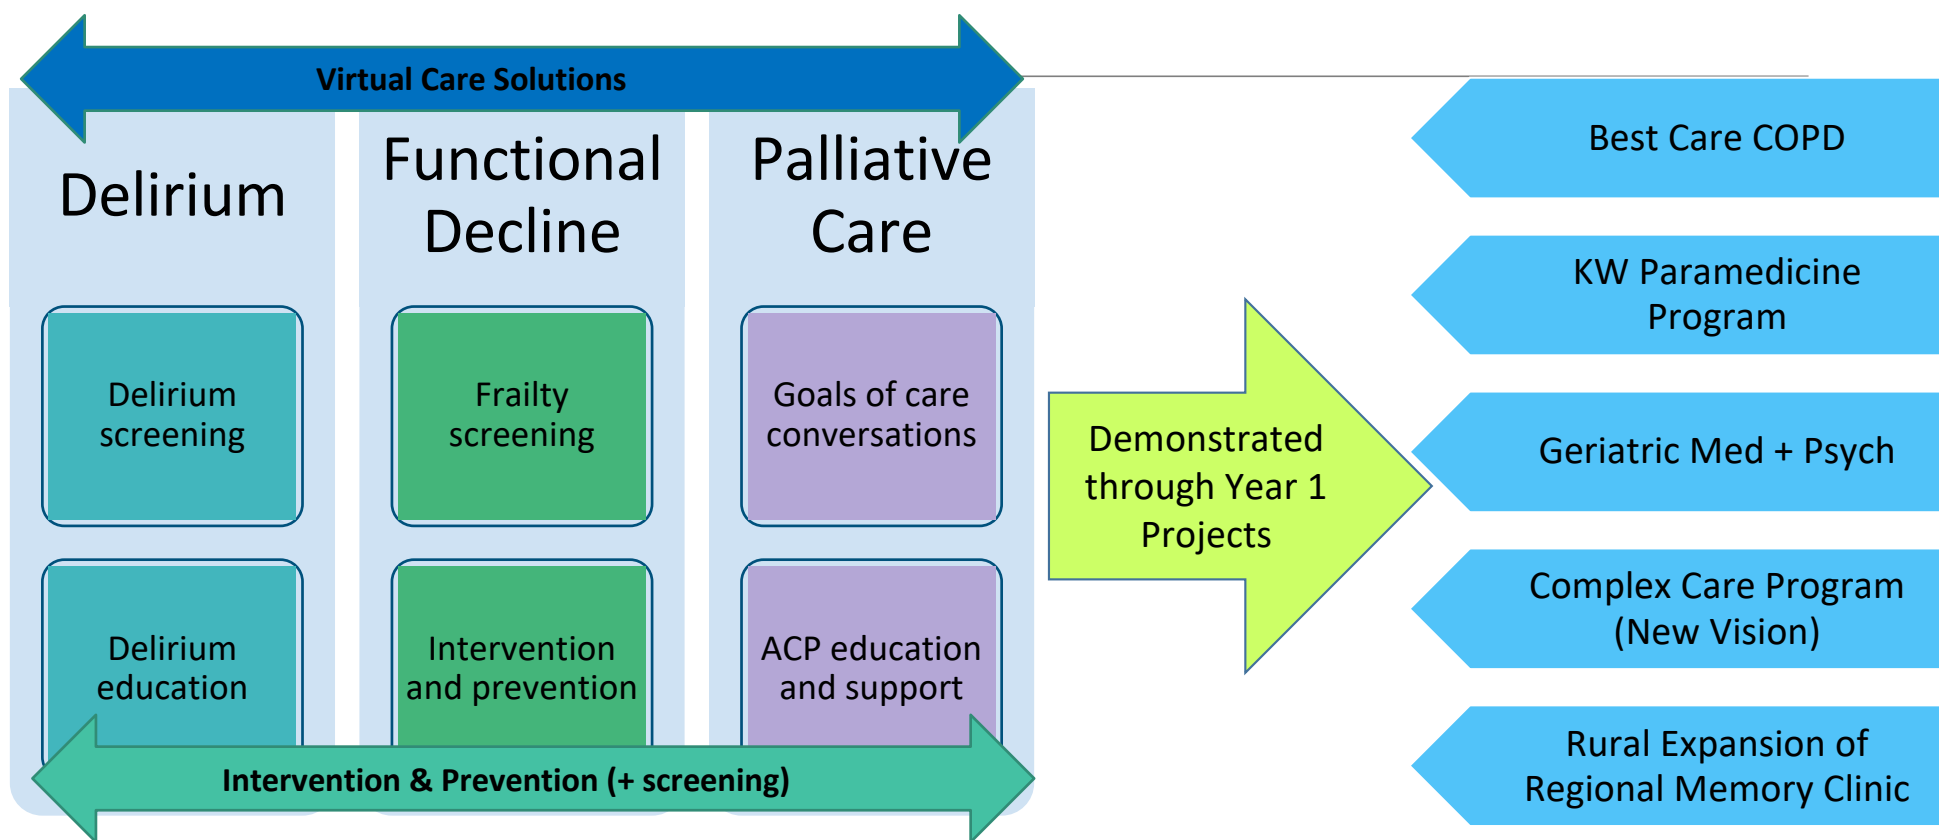 Virtual Care Solutions
Delirium
Functional
Decline
Palliative
Care
Delirium
screening
Frailty
screening
Goals of care
conversations
Delirium
education
Intervention
and prevention
ACP education
and support
Intervention & Prevention (+ screening)
Demonstrated
through Year 1
Projects
Best Care COPD
KW Paramedicine
Program
Geriatric Med + Psych
Complex Care Program
(New Vision)
Rural Expansion of
Regional Memory Clinic